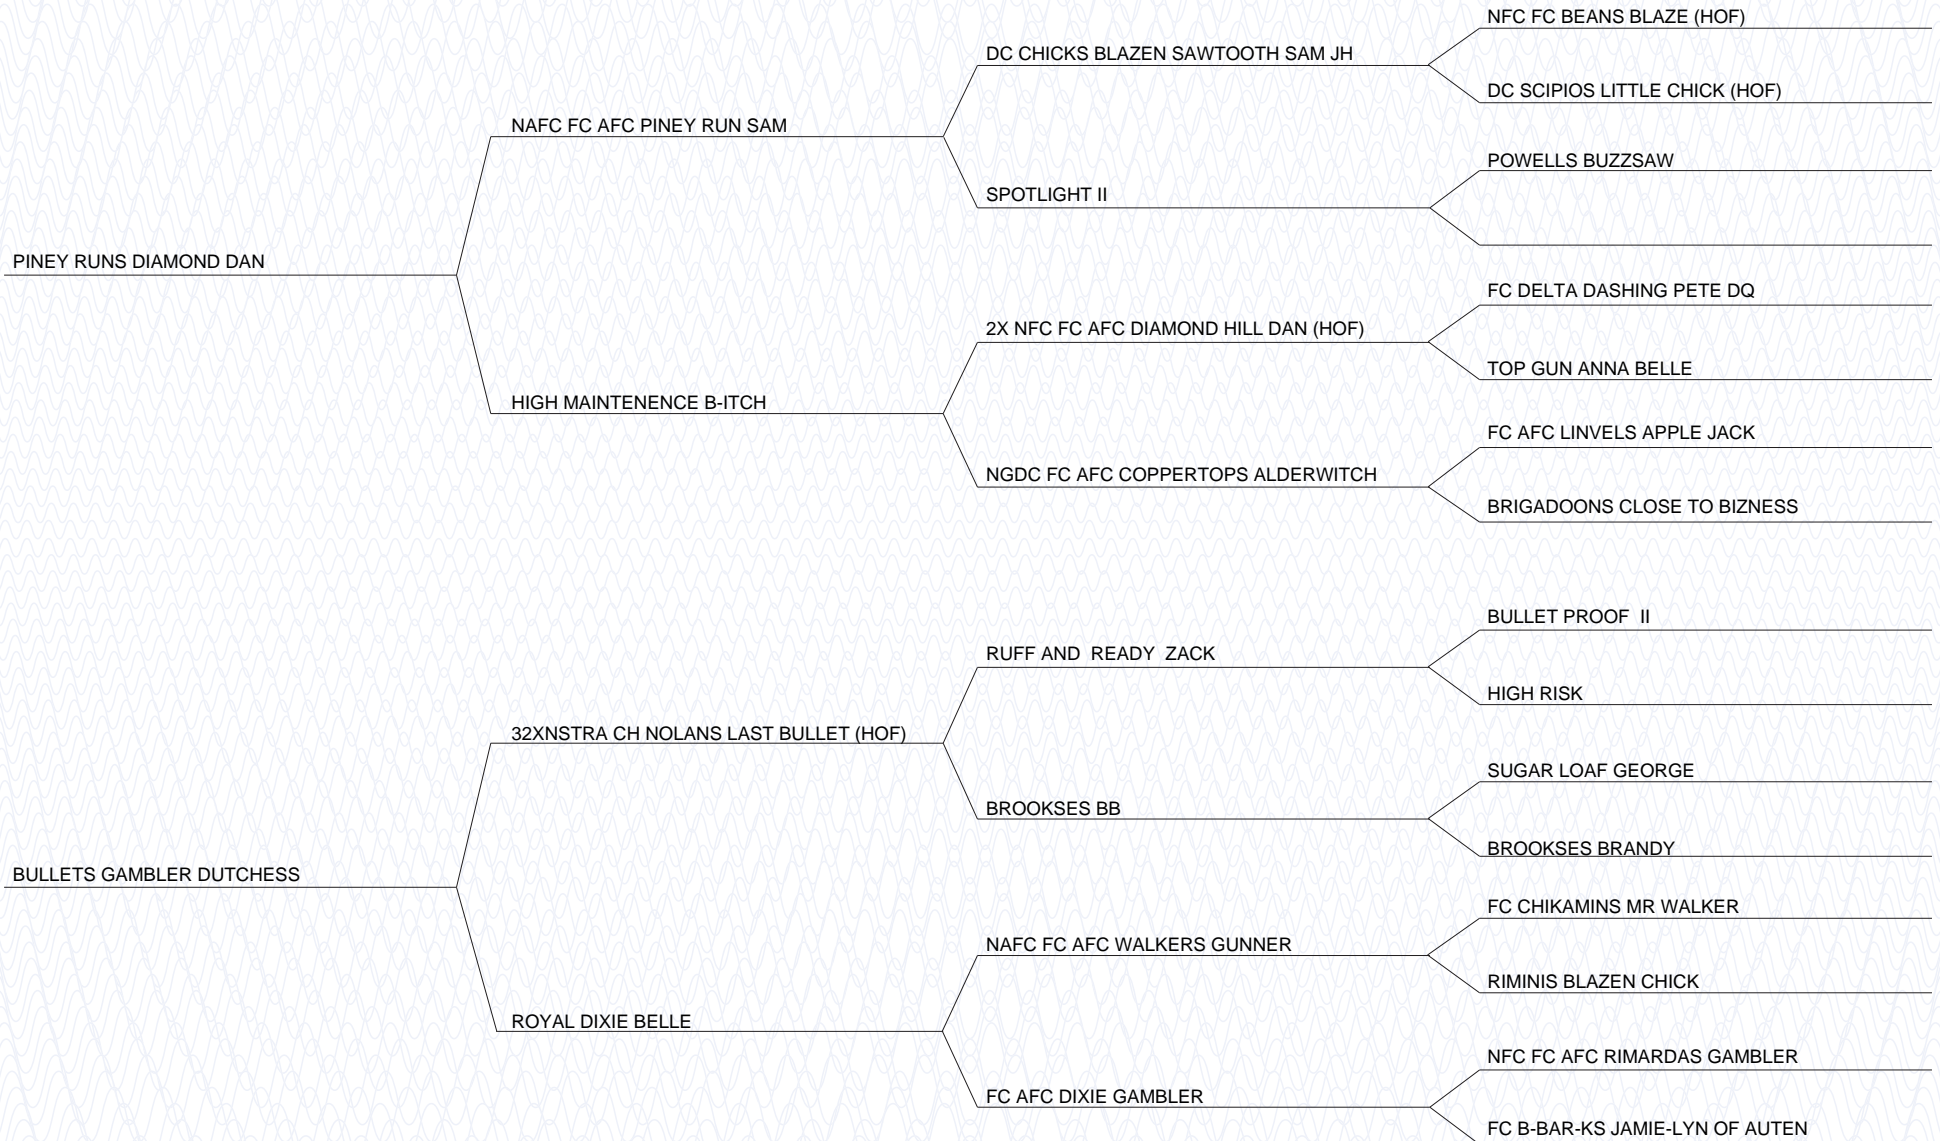 NFC FC BEANS BLAZE (HOF)
DC CHICKS BLAZEN SAWTOOTH SAM JH
DC SCIPIOS LITTLE CHICK (HOF)
NAFC FC AFC PINEY RUN SAM
POWELLS BUZZSAW
SPOTLIGHT II
PINEY RUNS DIAMOND DAN
FC DELTA DASHING PETE DQ
2X NFC FC AFC DIAMOND HILL DAN (HOF)
TOP GUN ANNA BELLE
HIGH MAINTENENCE B-ITCH
FC AFC LINVELS APPLE JACK
NGDC FC AFC COPPERTOPS ALDERWITCH
BRIGADOONS CLOSE TO BIZNESS
BULLET PROOF  II
RUFF AND  READY  ZACK
HIGH RISK
32XNSTRA CH NOLANS LAST BULLET (HOF)
SUGAR LOAF GEORGE
BROOKSES BB
BROOKSES BRANDY
BULLETS GAMBLER DUTCHESS
FC CHIKAMINS MR WALKER
NAFC FC AFC WALKERS GUNNER
RIMINIS BLAZEN CHICK
ROYAL DIXIE BELLE
NFC FC AFC RIMARDAS GAMBLER
FC AFC DIXIE GAMBLER
FC B-BAR-KS JAMIE-LYN OF AUTEN